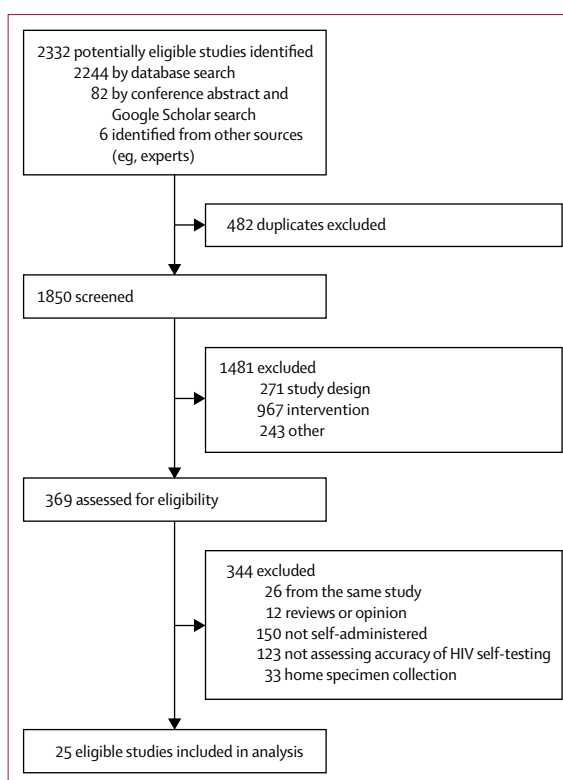 2332 potentially eligible studies identified
2244 by database search
82 by conference abstract and
Google Scholar search
6 identified from other sources
(eg, experts)
482 duplicates excluded
1850 screened
1481 excluded
271 study design
967 intervention
243 other
369 assessed for eligibility
344 excluded
26 from the same study
12 reviews or opinion
150 not self-administered
123 not assessing accuracy of HIV self-testing
33 home specimen collection
25 eligible studies included in analysis